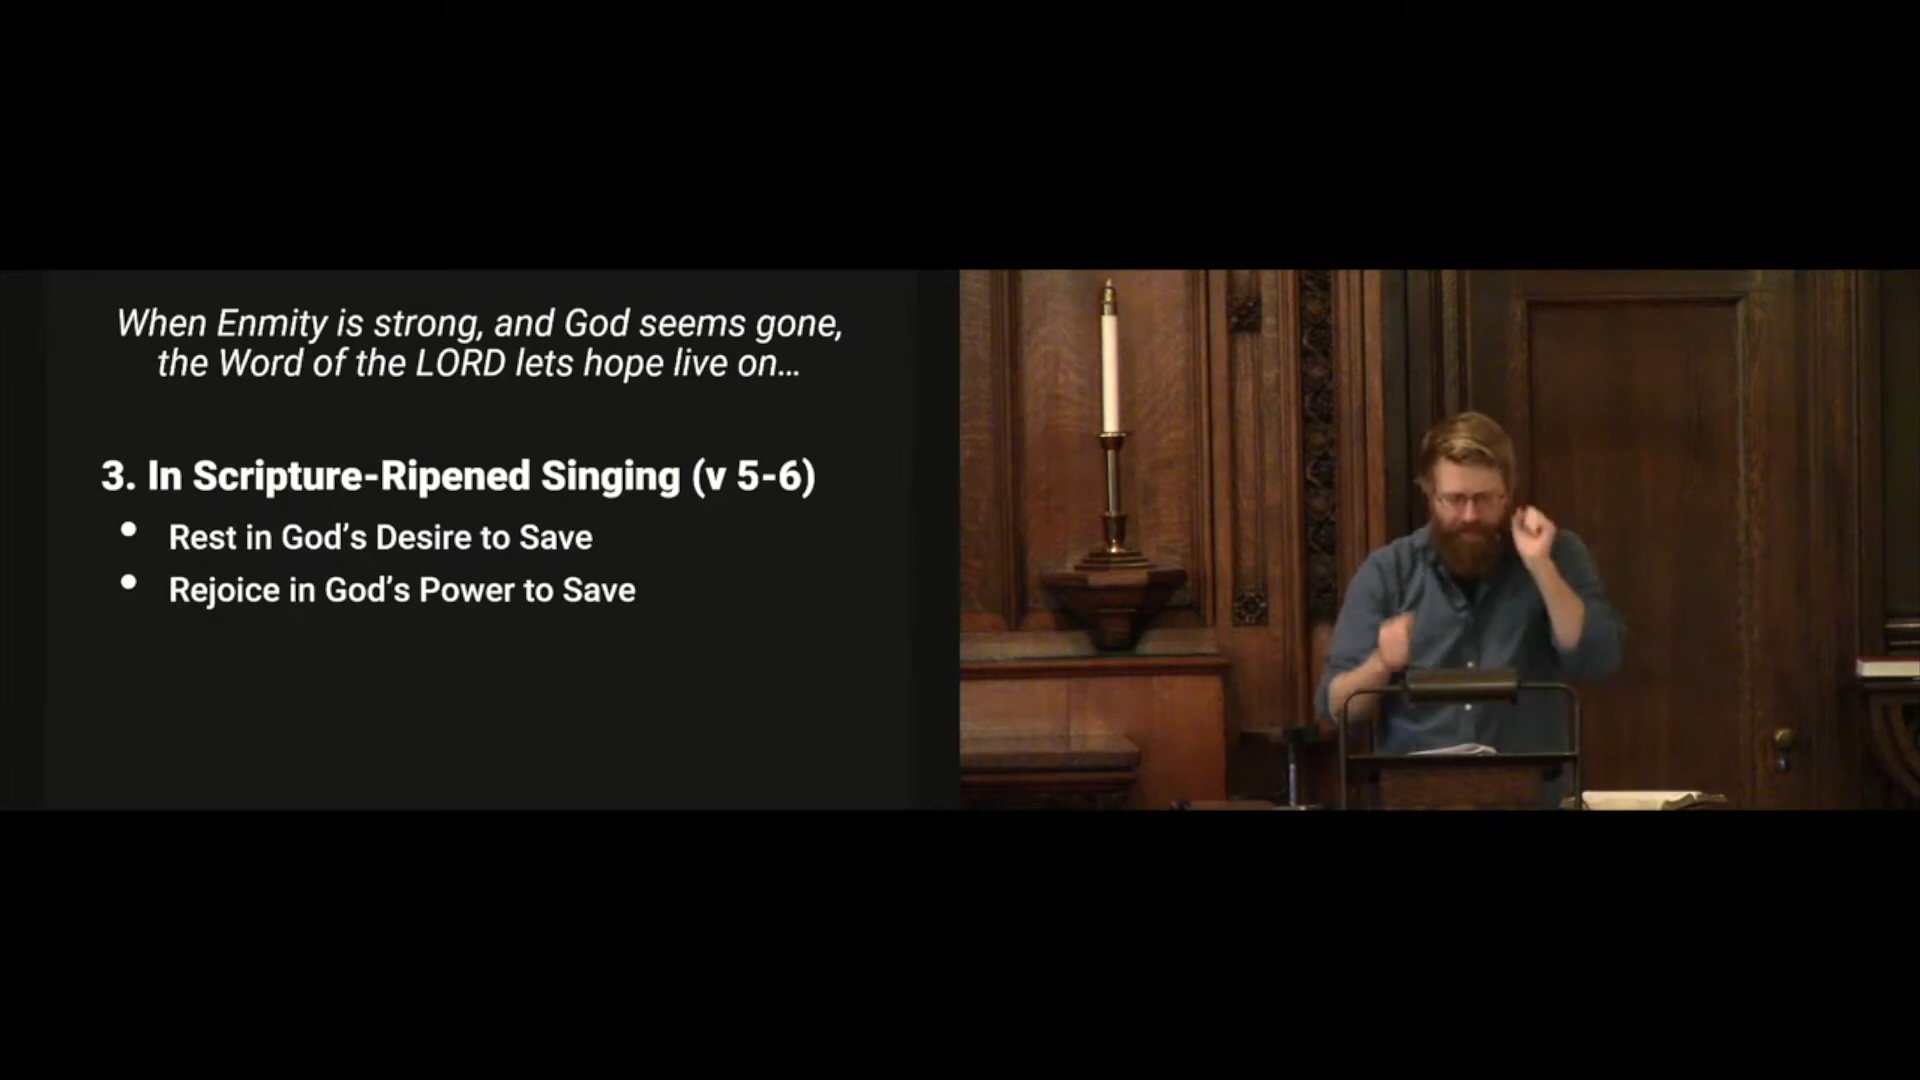 When Enmity is strong, and God seems gone,
the Word of the LORD lets hope live on...
3. In Scripture-Ripened Singing (v 5-6)
• Rest in God’s Desire to Save
• Rejoice in God’s Power to Save